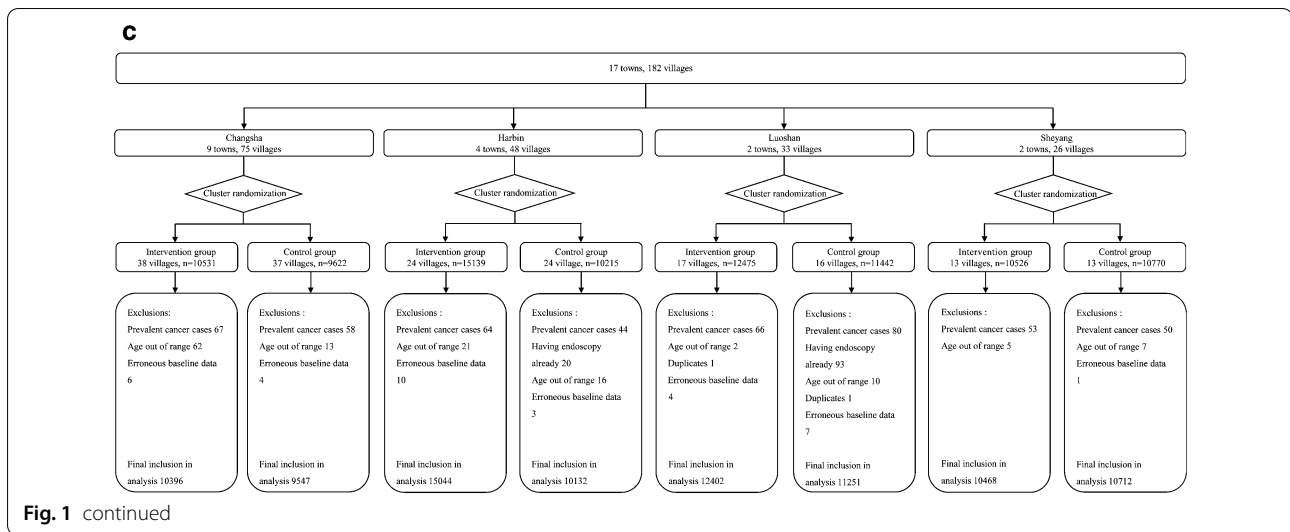 c
17 towns, 182 villages
Changsha
9 towns, 75 villages
Harbin
4 towns, 48 villages
Luoshan
2 towns, 33 villages
Sheyang
2 towns, 26 villages
Cluster randomization
Cluster randomization
Cluster randomization
Cluster randomization
Intervention group
38 villages, n=10531
Control group
37 villages, n=9622
Intervention group
24 villages, n=15139
Control group
24 village, n=10215
Intervention group
17 villages, n=12475
Control group
16 villages, n=11442
Intervention group
13 villages, n=10526
Control group
13 villages, n=10770
Exclusions:
Prevalent cancer cases 67
Age out of range 62
Erroneous baseline data
6
Final inclusion in
analysis 10396
Exclusions :
Prevalent cancer cases 58
Age out of range 13
Erroneous baseline data
4
Final inclusion in
analysis 9547
Exclusions :
Prevalent cancer cases 64
Age out of range 21
Erroneous baseline data
10
Final inclusion in
analysis 15044
Exclusions :
Prevalent cancer cases 44
Having endoscopy
already 20
Age out of range 16
Erroneous baseline data
3
Final inclusion in
analysis 10132
Exclusions :
Prevalent cancer cases 66
Age out of range 2
Duplicates 1
Erroneous baseline data
4
Final inclusion in
analysis 12402
Exclusions :
Prevalent cancer cases 80
Having endoscopy
already 93
Age out of range 10
Duplicates 1
Erroneous baseline data
7
Final inclusion in
analysis 11251
Exclusions :
Prevalent cancer cases 53
Age out of range 5
Final inclusion in
analysis 10468
Exclusions :
Prevalent cancer cases 50
Age out of range 7
Erroneous baseline data
1
Final inclusion in
analysis 10712
Fig. 1 continued